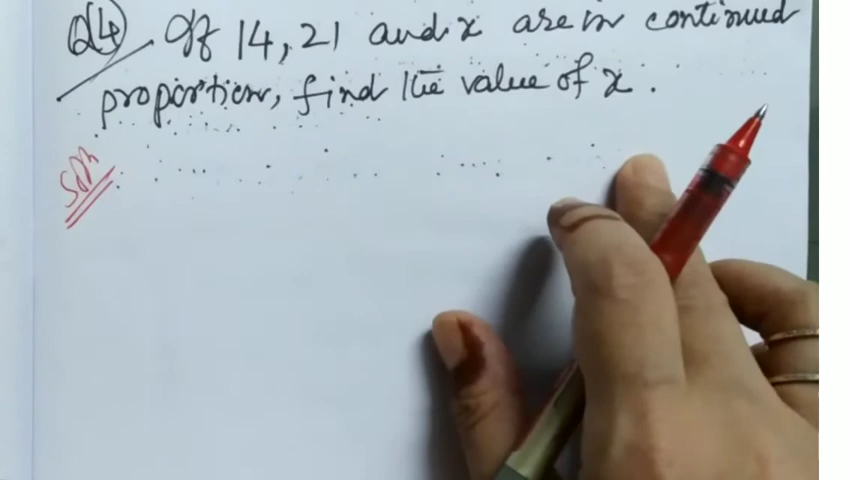 Q4. If 14, 21 and x are in continued
proportion, find the value of x.
Soln